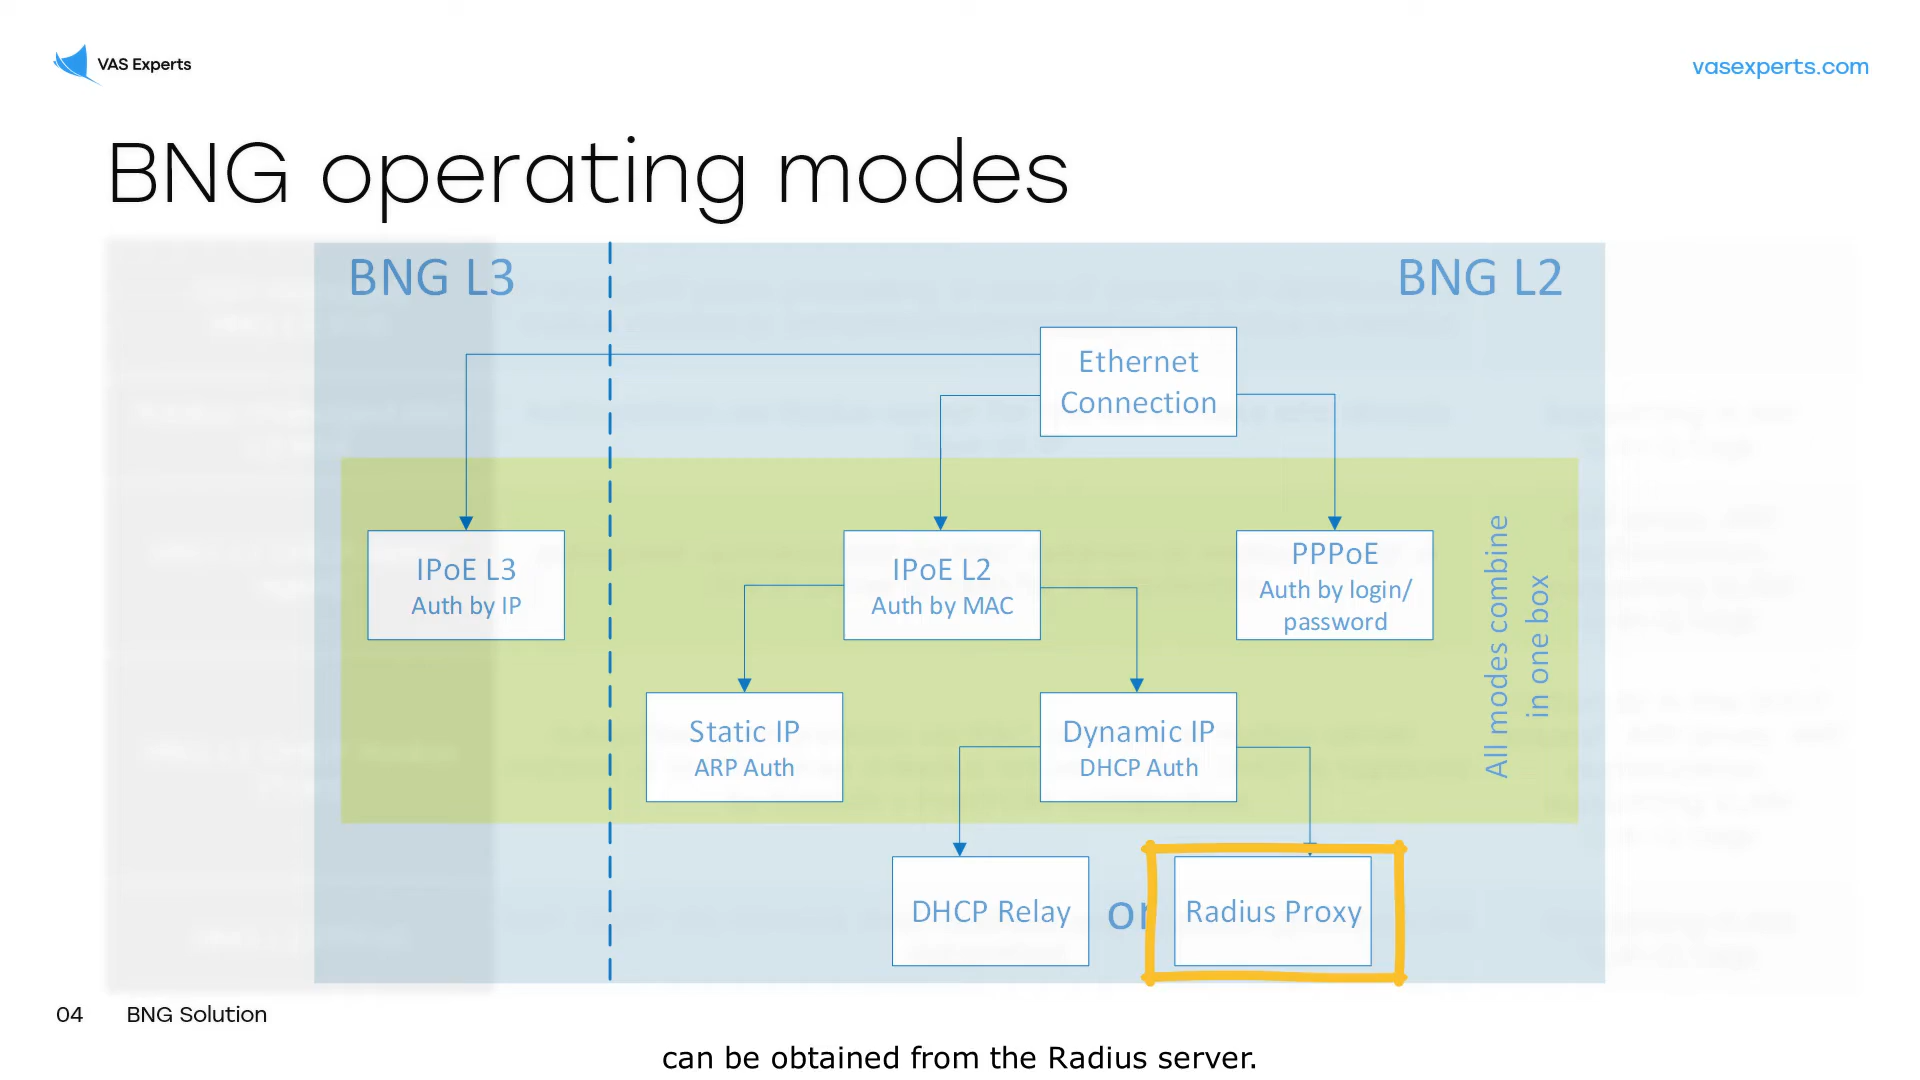 VAS Experts
vasexperts.com
BNG operating modes
BNG L3
BNG L2
Ethernet
Connection
IPoE L3
Auth by IP
IPoE L2
Auth by MAC
PPPoE
Auth by login/
password
All modes combine
in one box
Static IP
ARP Auth
Dynamic IP
DHCP Auth
DHCP Relay
or
Radius Proxy
04
BNG Solution
can be obtained from the Radius server.